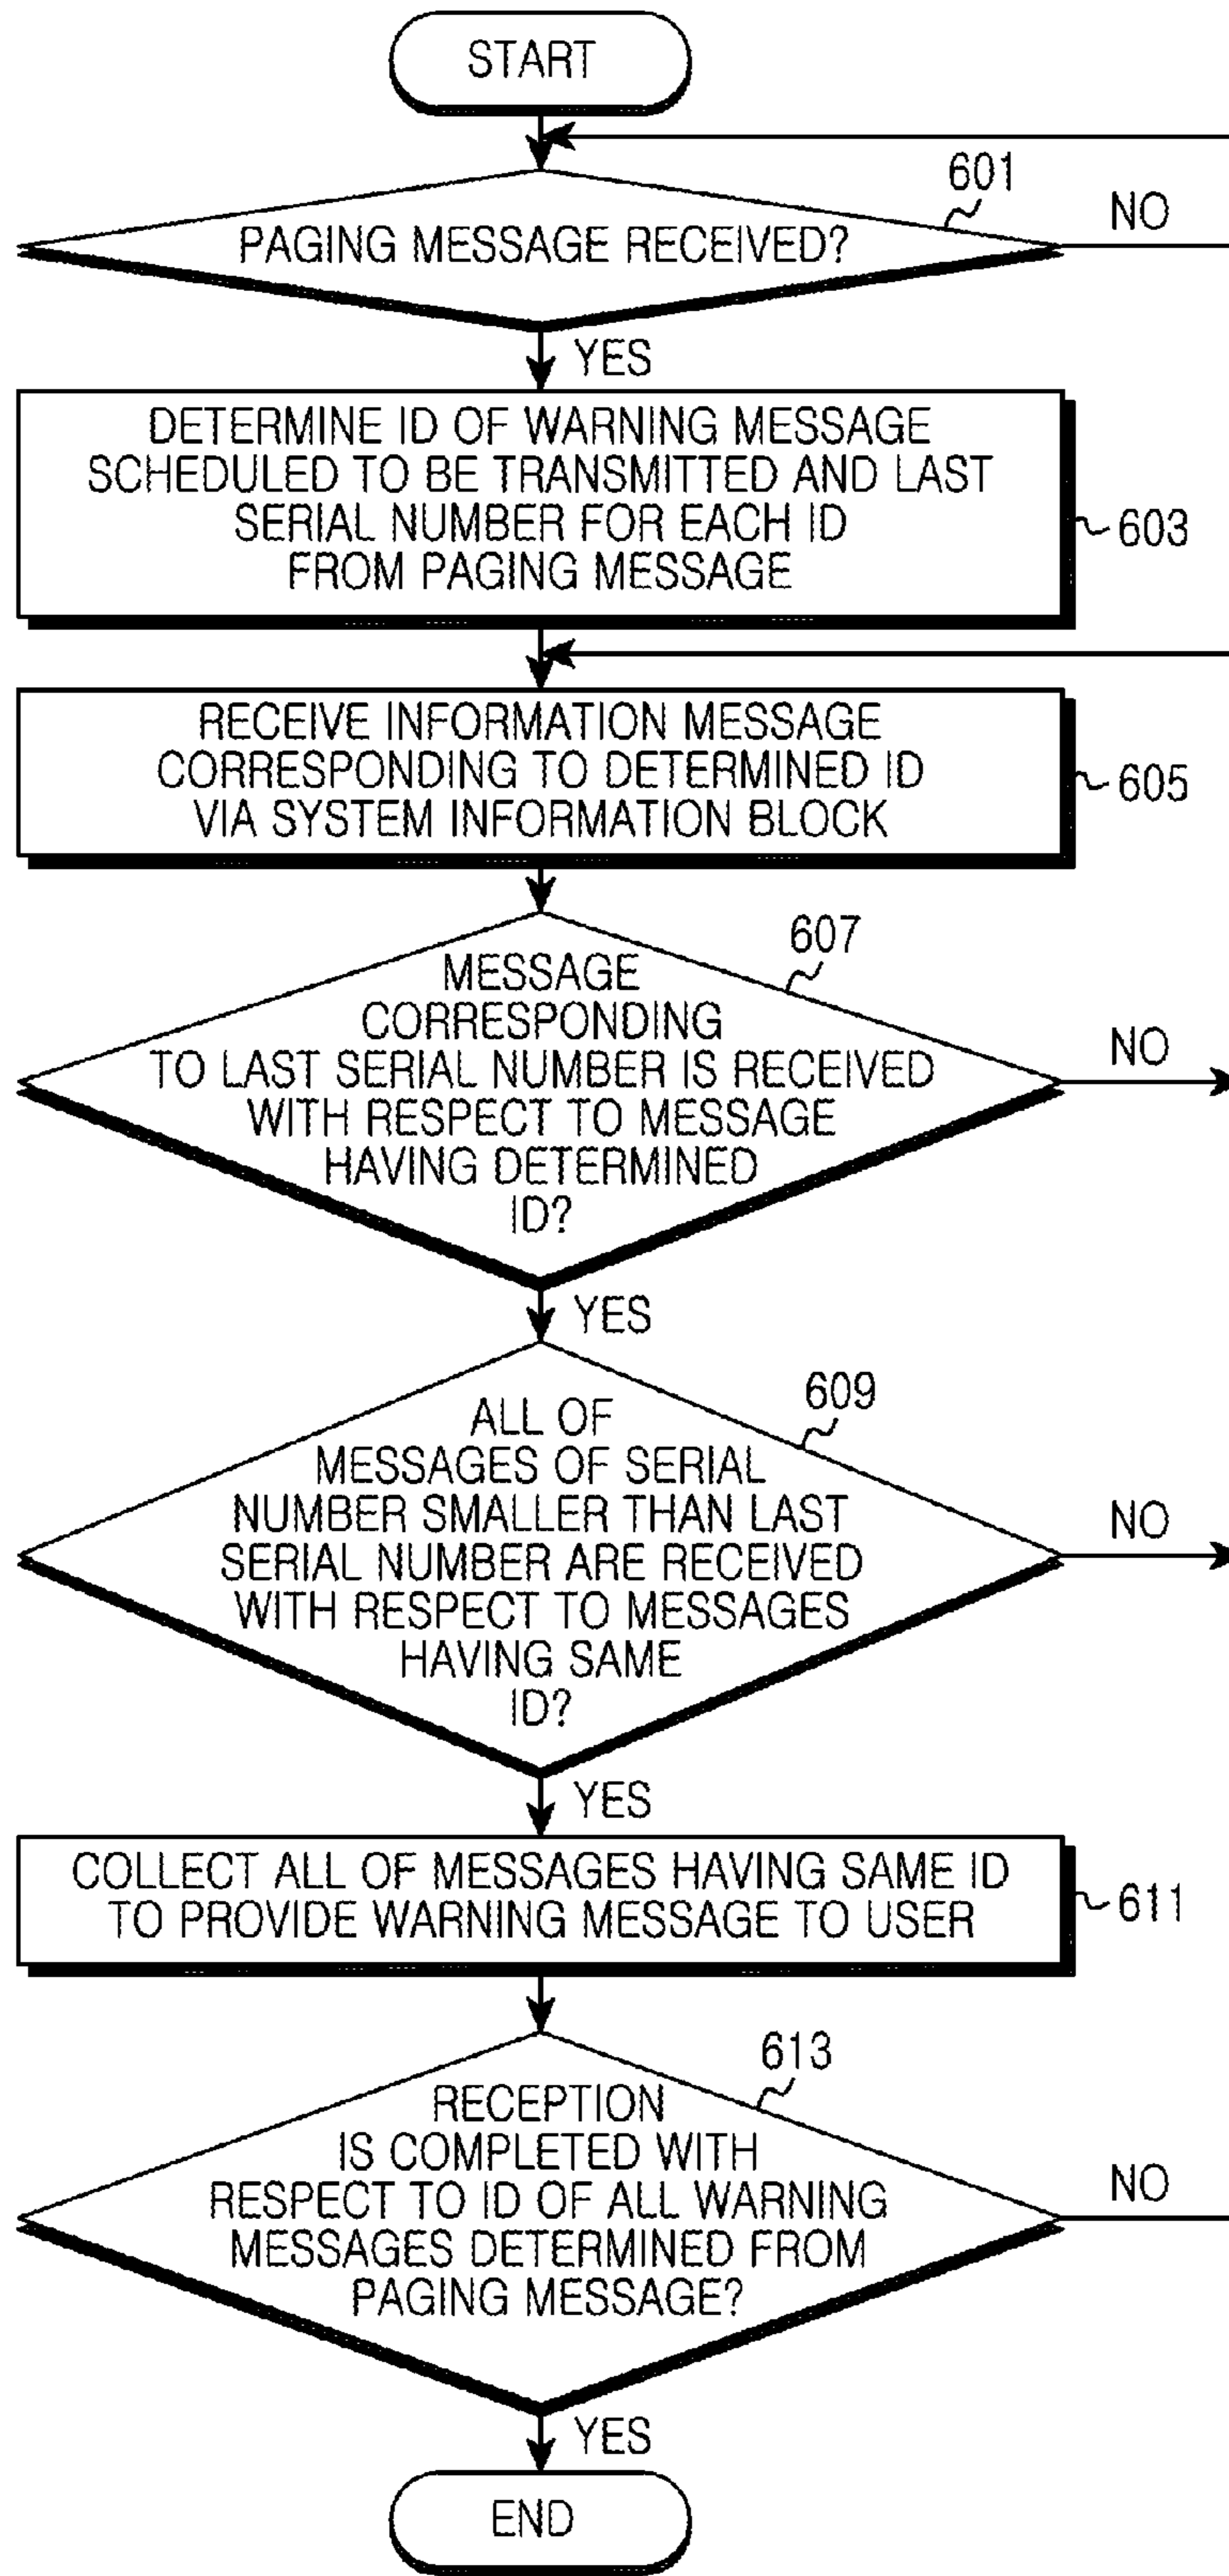 START
601
PAGING MESSAGE RECEIVED?
NO
YES
DETERMINE ID OF WARNING MESSAGE
SCHEDULED TO BE TRANSMITTED AND LAST
SERIAL NUMBER FOR EACH ID
FROM PAGING MESSAGE
603
RECEIVE INFORMATION MESSAGE
CORRESPONDING TO DETERMINED ID
VIA SYSTEM INFORMATION BLOCK
605
607
MESSAGE
CORRESPONDING
TO LAST SERIAL NUMBER IS RECEIVED
WITH RESPECT TO MESSAGE
HAVING DETERMINED
ID?
NO
YES
609
ALL OF
MESSAGES OF SERIAL
NUMBER SMALLER THAN LAST
SERIAL NUMBER ARE RECEIVED
WITH RESPECT TO MESSAGES
HAVING SAME
ID?
NO
YES
COLLECT ALL OF MESSAGES HAVING SAME ID
TO PROVIDE WARNING MESSAGE TO USER
611
613
RECEPTION
IS COMPLETED WITH
RESPECT TO ID OF ALL WARNING
MESSAGES DETERMINED FROM
PAGING MESSAGE?
NO
YES
END